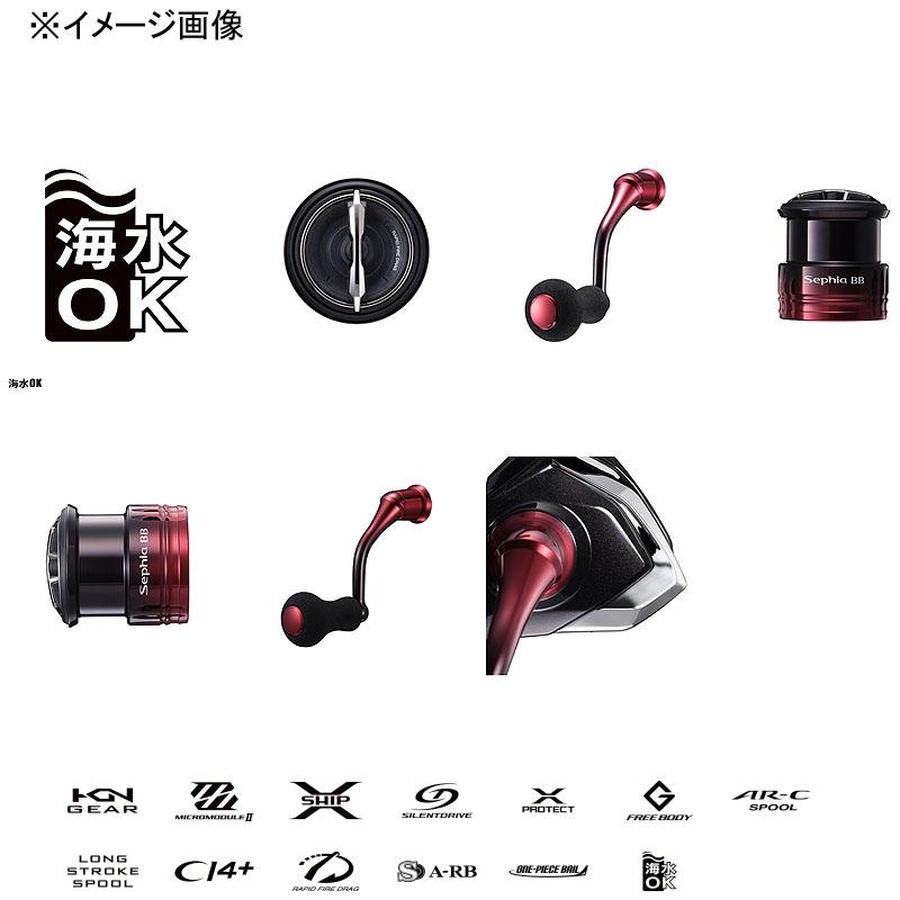 ※イメージ画像
海水
OK
RAPID FIRE DRAG
Sephia BB
海水OK
Sephia BB
HGN
GEAR
MICROMODULE II
X
SHIP
SILENTDRIVE
X
PROTECT
G
FREE BODY
AR-C
SPOOL
LONG
STROKE
SPOOL
CI4+
RAPID FIRE DRAG
S A-RB
ONE-PIECE BAIL
海水
OK